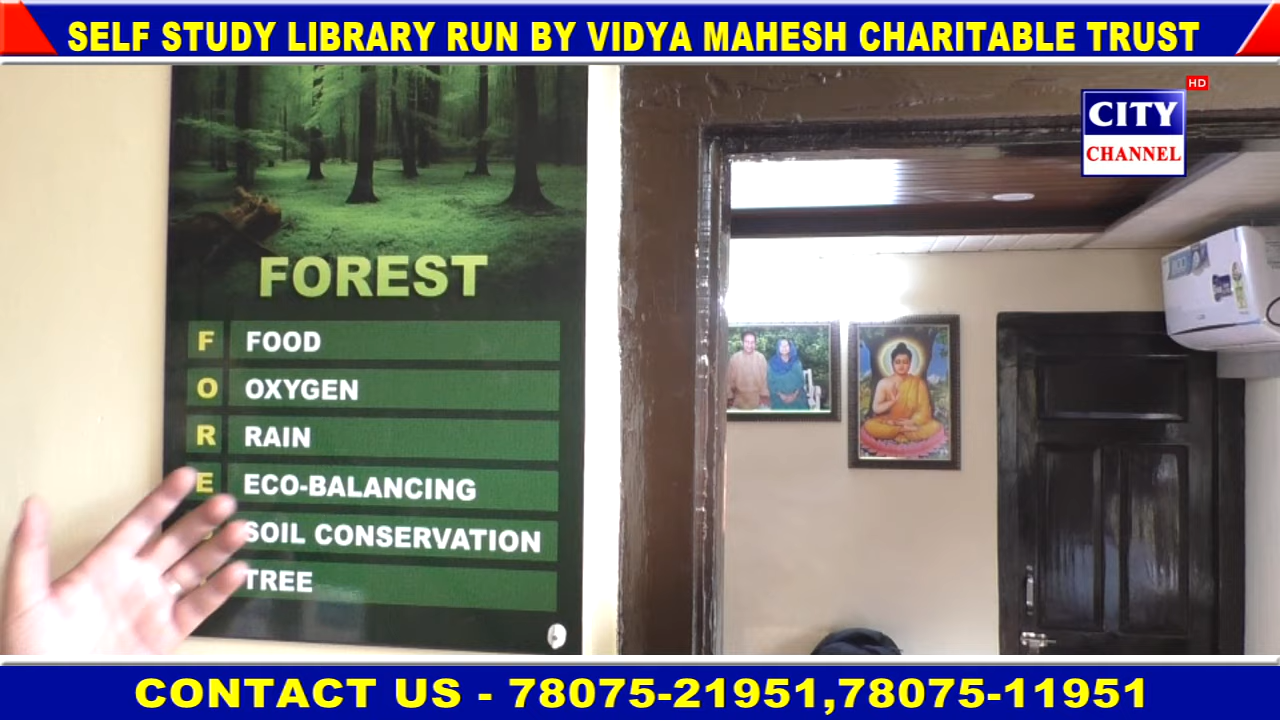 SELF STUDY LIBRARY RUN BY VIDYA MAHESH CHARITABLE TRUST
HD
CITY
CHANNEL
FOREST
F FOOD
O OXYGEN
R RAIN
E ECO-BALANCING
SOIL CONSERVATION
TREE
CONTACT US - 78075-21951,78075-11951